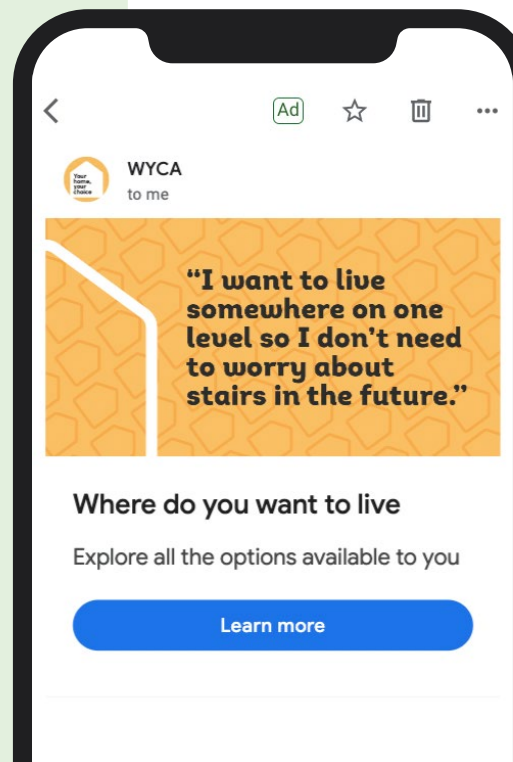 Ad
WYCA
Your
home,
your
choice
to me
“I want to live
somewhere on one
level so I don’t need
to worry about
stairs in the future.”
Where do you want to live
Explore all the options available to you
Learn more